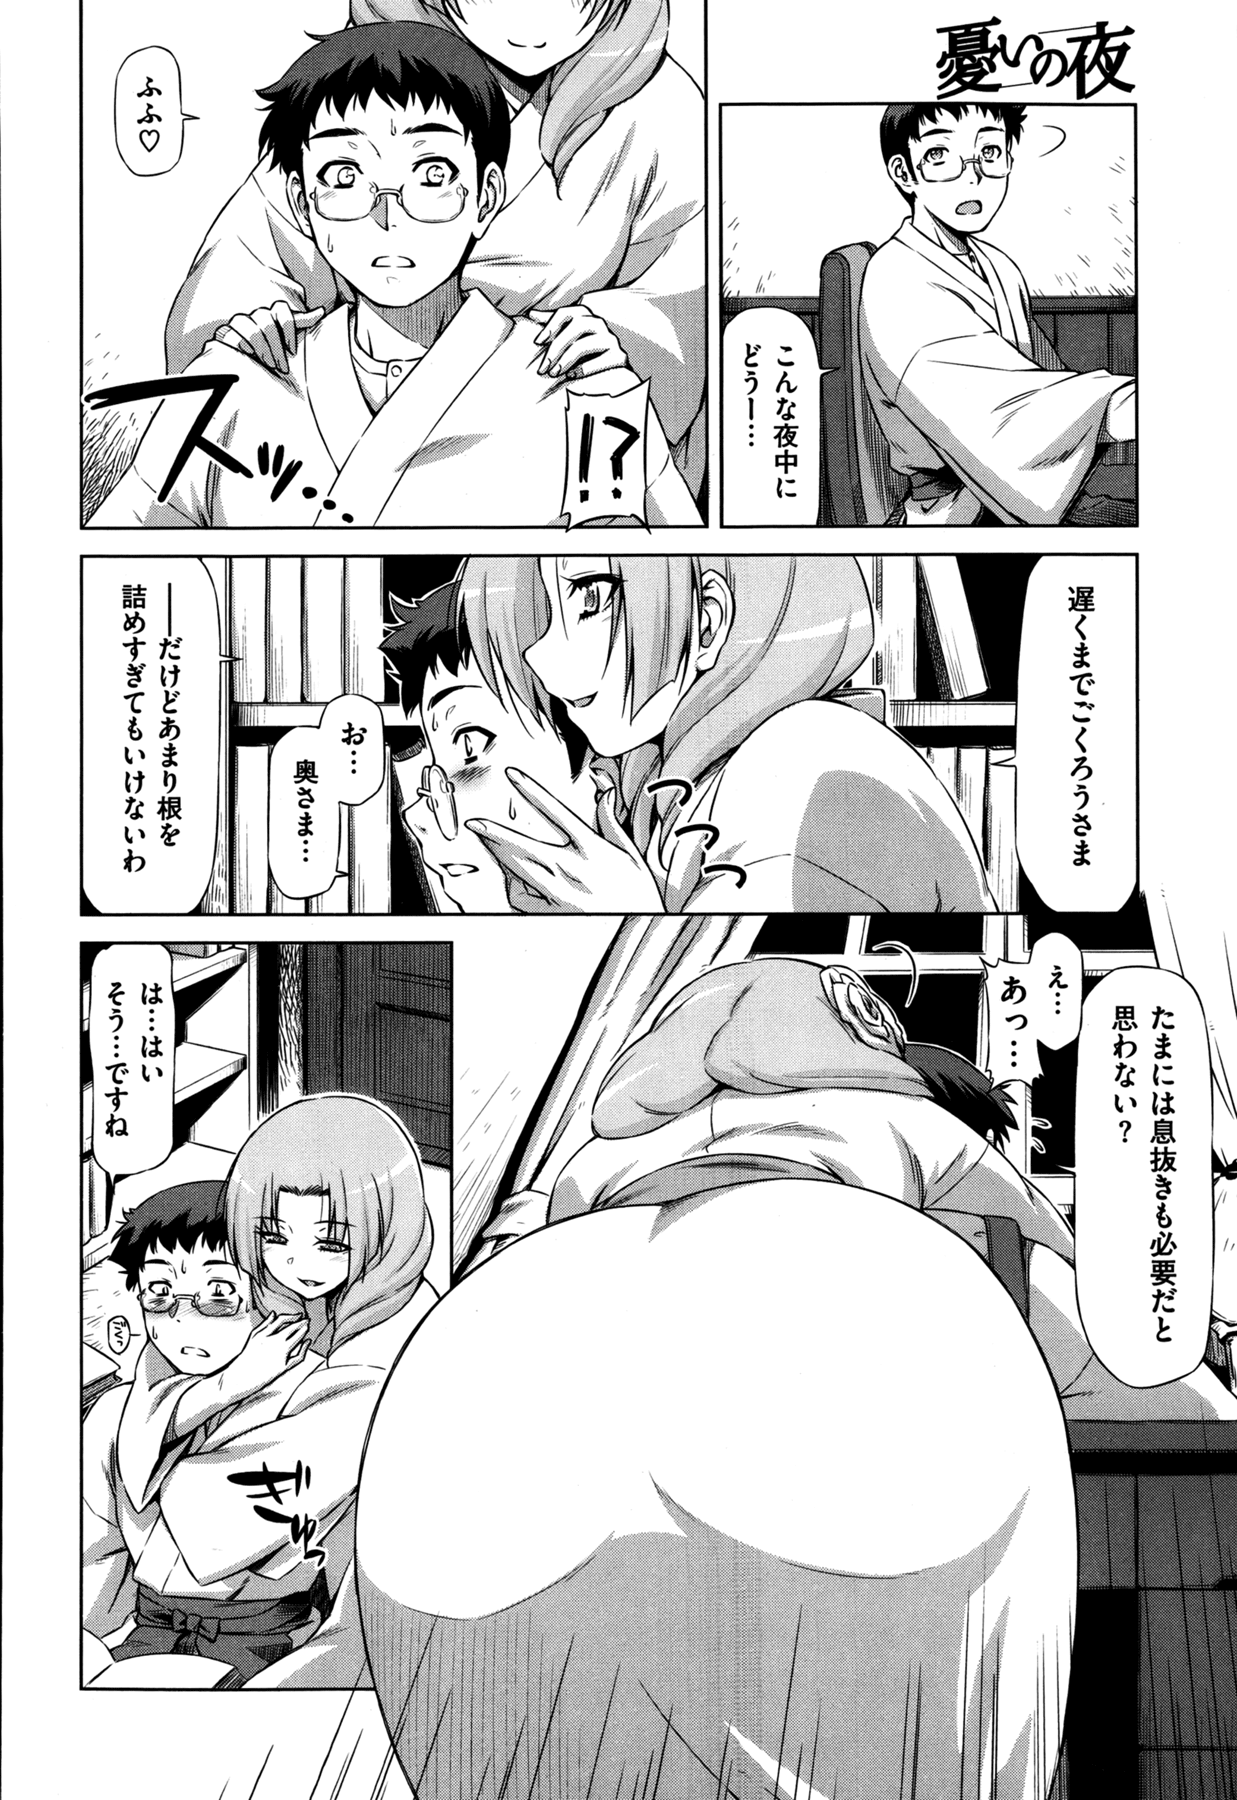 憂いの夜
こんな夜中に
どうー…
ふふ♡
スッ…
!?
遅くまでごくろうさま
お…
奥さま…
――だけどあまり根を
詰めすぎてもいけないわ
たまには息抜きも必要だと
思わない？
え…
あっ…
は…はい
そう…ですね
ごくっ
ぎゅっ